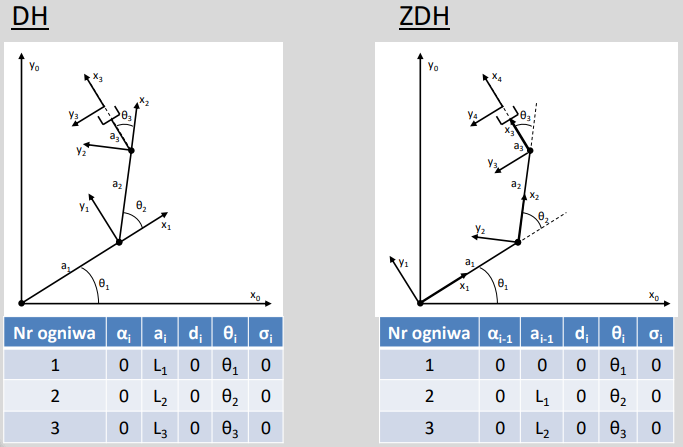 DH
ZDH
y₀
x₃
x₂
θ₃
y₃
a₃
y₂
a₂
y₁
θ₂
x₁
a₁
θ₁
x₀
y₀
x₄
y₄
θ₃
x₃
a₃
y₃
a₂
x₂
y₂
θ₂
y₁
a₁
x₁
θ₁
x₀
Nr ogniwa αᵢ aᵢ dᵢ θᵢ σᵢ
1 0 L₁ 0 θ₁ 0
2 0 L₂ 0 θ₂ 0
3 0 L₃ 0 θ₃ 0
Nr ogniwa αᵢ₋₁ aᵢ₋₁ dᵢ θᵢ σᵢ
1 0 0 0 θ₁ 0
2 0 L₁ 0 θ₂ 0
3 0 L₂ 0 θ₃ 0